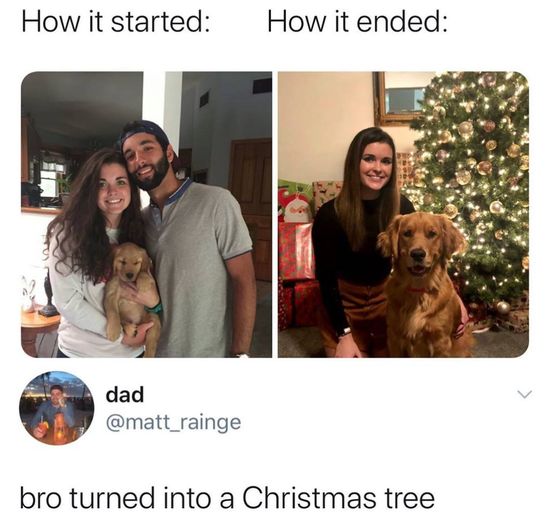 How it started: How it ended:
dad
@matt_rainge
bro turned into a Christmas tree